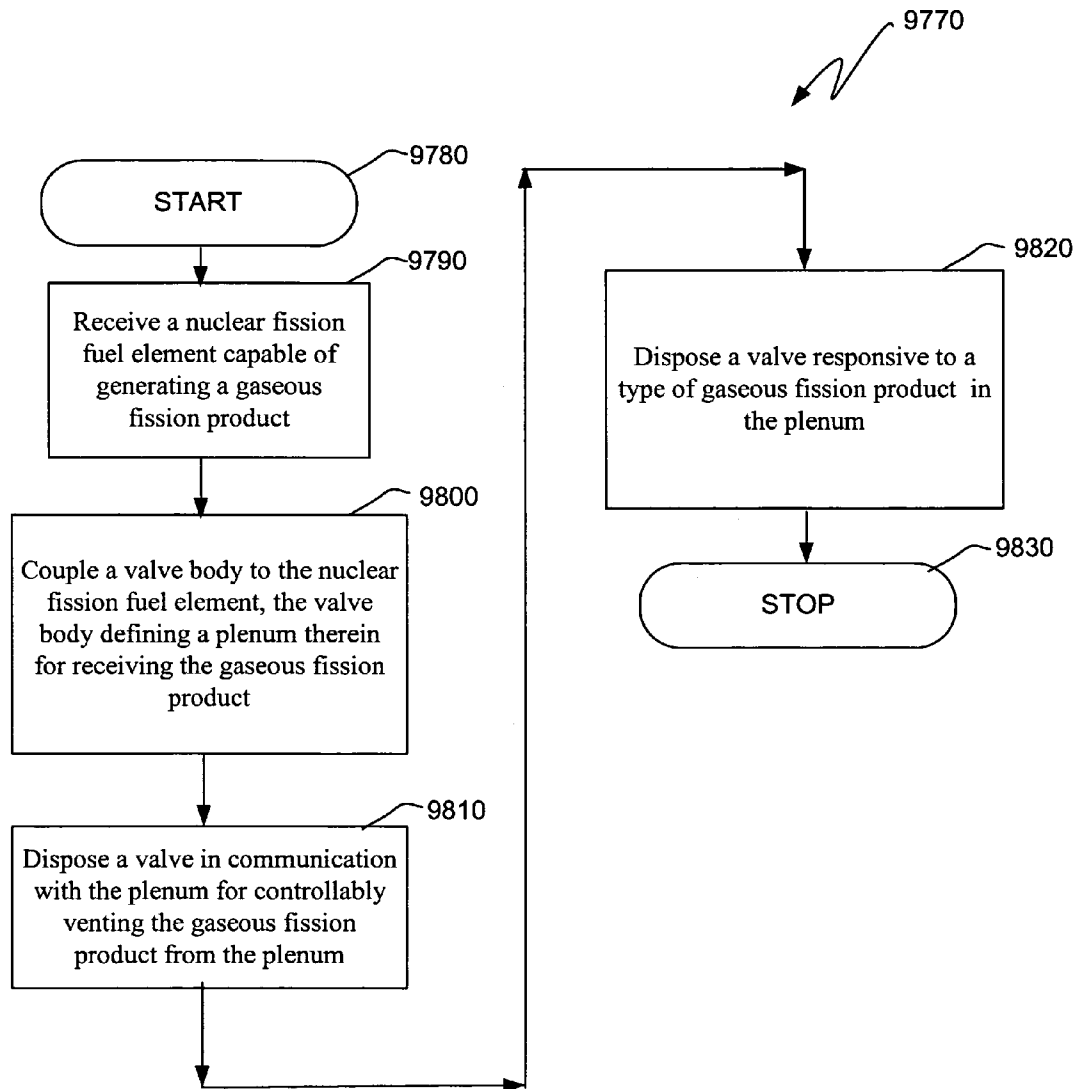 9770
9780
START
9790
Receive a nuclear fission
fuel element capable of
generating a gaseous
fission product
9800
Couple a valve body to the nuclear
fission fuel element, the valve
body defining a plenum therein
for receiving the gaseous fission
product
9810
Dispose a valve in communication
with the plenum for controllably
venting the gaseous fission
product from the plenum
9820
Dispose a valve responsive to a
type of gaseous fission product in
the plenum
9830
STOP